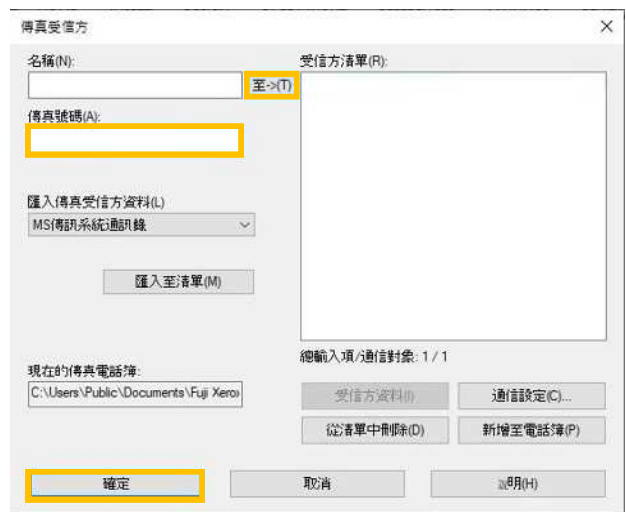 傳真受信方
名稱(N):
至->(T)
受信方清單(R):
傳真號碼(A):
匯入傳真受信方資料(L)
MS傳訊系統通訊錄
匯入至清單(M)
總輸入項/通信對象: 1 / 1
現在的傳真電話簿:
C:\Users\Public\Documents\Fuji Xero
受信方資料(I)
通信設定(C)...
從清單中刪除(D)
新增至電話簿(P)
確定
取消
說明(H)